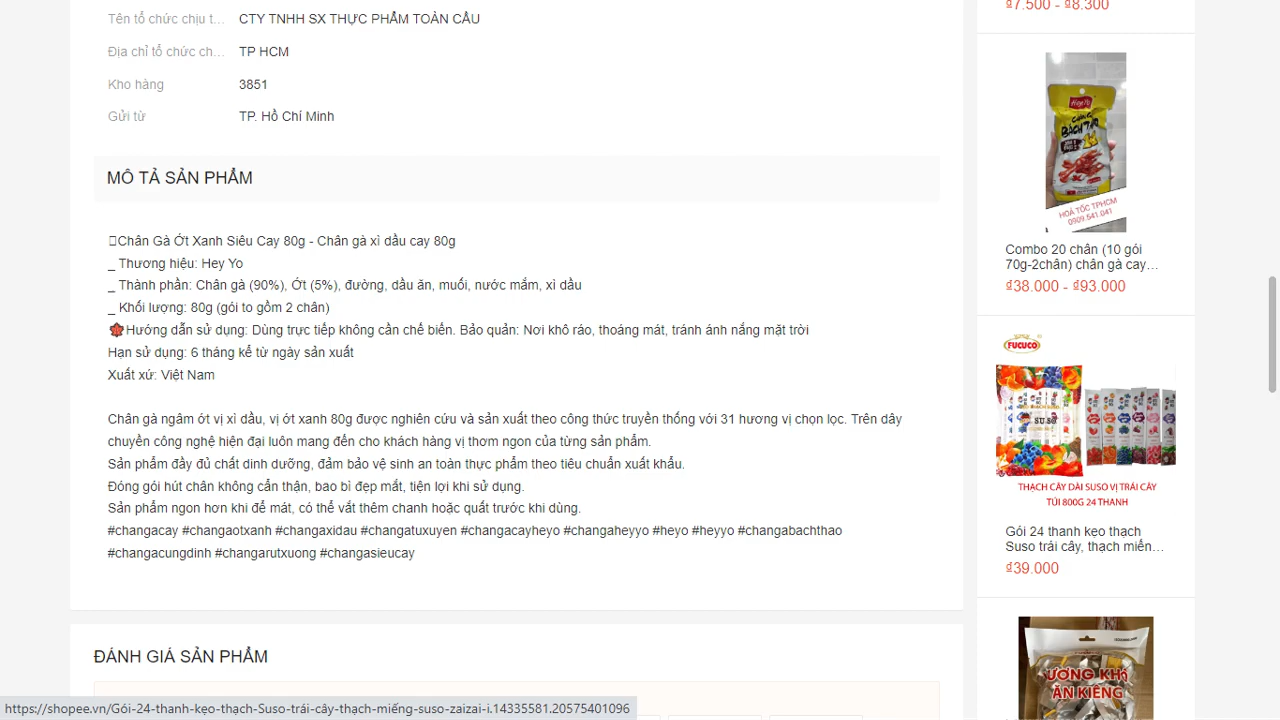 Tên tổ chức chịu t... CTY TNHH SX THỰC PHẨM TOÀN CẦU
Địa chỉ tổ chức ch... TP HCM
Kho hàng 3851
Gửi từ TP. Hồ Chí Minh
MÔ TẢ SẢN PHẨM
Chân Gà Ớt Xanh Siêu Cay 80g - Chân gà xì dầu cay 80g
_ Thương hiệu: Hey Yo
_ Thành phần: Chân gà (90%), Ớt (5%), đường, dầu ăn, muối, nước mắm, xì dầu
_ Khối lượng: 80g (gói to gồm 2 chân)
Hướng dẫn sử dụng: Dùng trực tiếp không cần chế biến. Bảo quản: Nơi khô ráo, thoáng mát, tránh ánh nắng mặt trời
Hạn sử dụng: 6 tháng kể từ ngày sản xuất
Xuất xứ: Việt Nam
Chân gà ngâm ớt vị xì dầu, vị ớt xanh 80g được nghiên cứu và sản xuất theo công thức truyền thống với 31 hương vị chọn lọc. Trên dây
chuyền công nghệ hiện đại luôn mang đến cho khách hàng vị thơm ngon của từng sản phẩm.
Sản phẩm đầy đủ chất dinh dưỡng, đảm bảo vệ sinh an toàn thực phẩm theo tiêu chuẩn xuất khẩu.
Đóng gói hút chân không cẩn thận, bao bì đẹp mắt, tiện lợi khi sử dụng.
Sản phẩm ngon hơn khi để mát, có thể vắt thêm chanh hoặc quất trước khi dùng.
#changacay #changaotxanh #changaxidau #changatuxuyen #changacayheyo #changaheyyo #heyo #heyyo #changabachthao
#changacungdinh #changarutxuong #changasieucay
ĐÁNH GIÁ SẢN PHẨM
https://shopee.vn/Gói-24-thanh-kẹo-thạch-Suso-trái-cây-thạch-miếng-suso-zaizai-i.14335581.20575401096
₫7.500 - ₫8.300
HeyYo
CHÂN GÀ
BÁCH THẢO
HOẢ TỐC TPHCM
0909.541.041
Combo 20 chân (10 gói
70g-2chân) chân gà cay...
₫38.000 - ₫93.000
FUCUCO
SUSO
THẠCH CÂY DÀI SUSO VỊ TRÁI CÂY
TÚI 800G 24 THANH
Gói 24 thanh kẹo thạch
Suso trái cây, thạch miến...
₫39.000
ƯƠNG KHÔ
ĂN KIÊNG